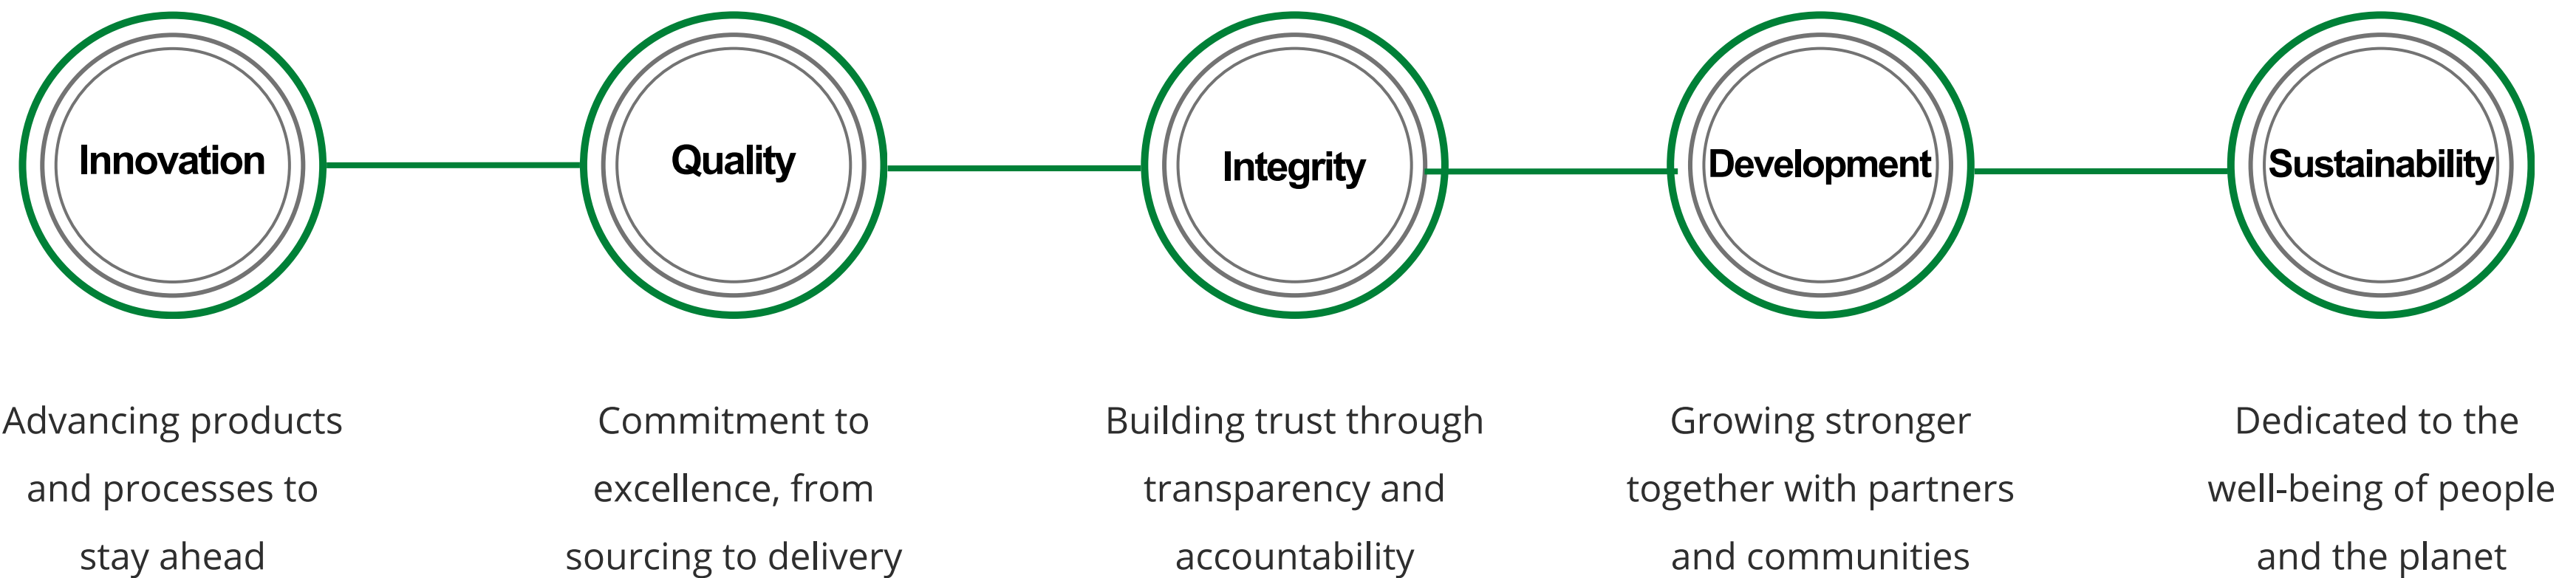 Innovation
Quality
Integrity
Development
Sustainability
Advancing products
and processes to
stay ahead
Commitment to
excellence, from
sourcing to delivery
Building trust through
transparency and
accountability
Growing stronger
together with partners
and communities
Dedicated to the
well-being of people
and the planet